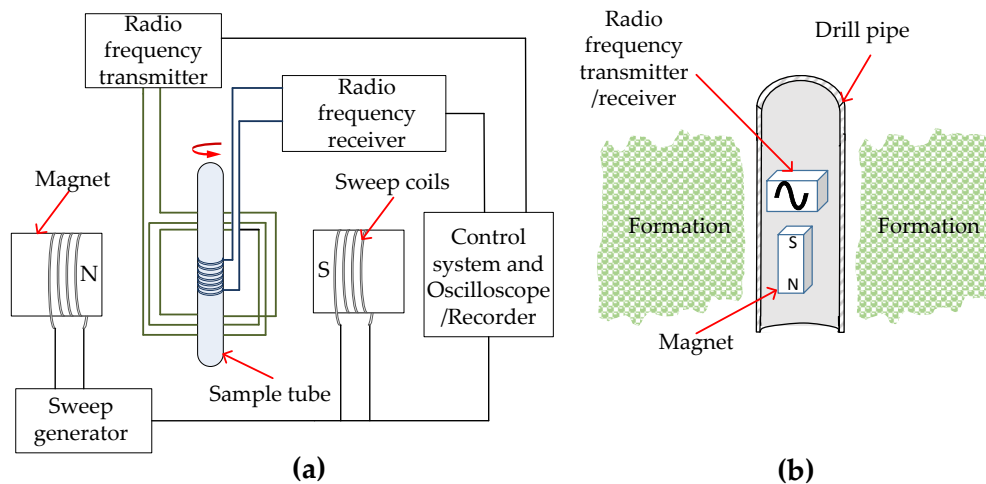 Radio
frequency
transmitter
Radio
frequency
receiver
Magnet
Sweep coils
N
S
Control
system and
Oscilloscope
/Recorder
Sample tube
Sweep
generator
(a)
Radio
frequency
transmitter
/receiver
Drill pipe
Formation
Formation
S
N
Magnet
(b)